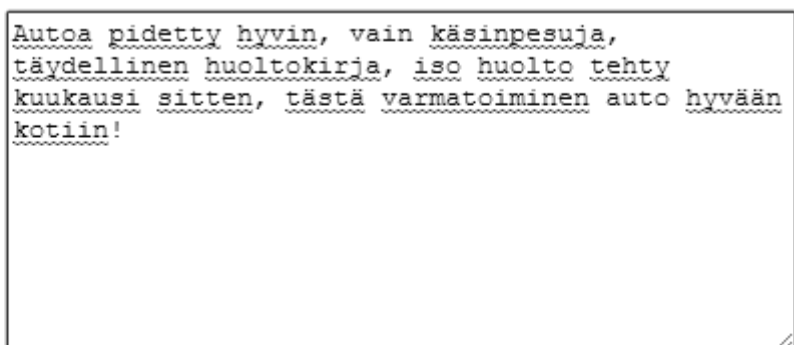 Autoa pidetty hyvin, vain käsinpesuja,
täydellinen huoltokirja, iso huolto tehty
kuukausi sitten, tästä varmatoiminen auto hyvään
kotiin!